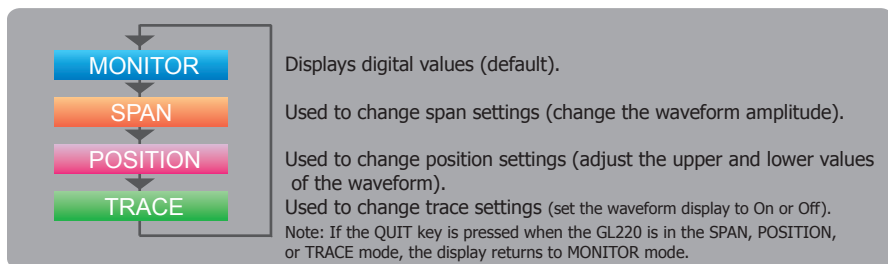 MONITOR
Displays digital values (default).
SPAN
Used to change span settings (change the waveform amplitude).
POSITION
Used to change position settings (adjust the upper and lower values
of the waveform).
TRACE
Used to change trace settings (set the waveform display to On or Off).
Note: If the QUIT key is pressed when the GL220 is in the SPAN, POSITION,
or TRACE mode, the display returns to MONITOR mode.